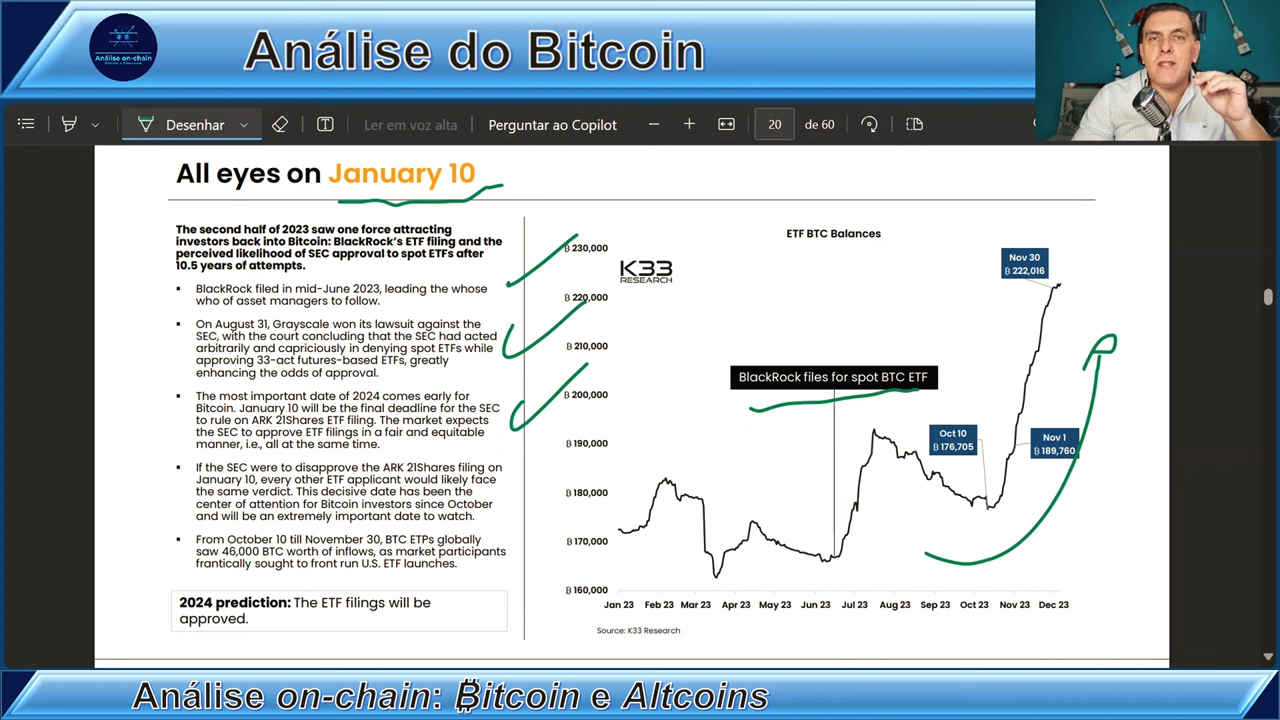 Análise on-chain
Bitcoin e Ethereum
Análise do Bitcoin
Desenhar
Ler em voz alta
Perguntar ao Copilot
20
de 60
All eyes on January 10
The second half of 2023 saw one force attracting
investors back into Bitcoin: BlackRock's ETF filing and the
perceived likelihood of SEC approval to spot ETFs after
10.5 years of attempts.
▪ BlackRock filed in mid-June 2023, leading the whose
who of asset managers to follow.
▪ On August 31, Grayscale won its lawsuit against the
SEC, with the court concluding that the SEC had acted
arbitrarily and capriciously in denying spot ETFs while
approving 33-act futures-based ETFs, greatly
enhancing the odds of approval.
▪ The most important date of 2024 comes early for
Bitcoin. January 10 will be the final deadline for the SEC
to rule on ARK 21Shares ETF filing. The market expects
the SEC to approve ETF filings in a fair and equitable
manner, i.e., all at the same time.
▪ If the SEC were to disapprove the ARK 21Shares filing on
January 10, every other ETF applicant would likely face
the same verdict. This decisive date has been the
center of attention for Bitcoin investors since October
and will be an extremely important date to watch.
▪ From October 10 till November 30, BTC ETPs globally
saw 46,000 BTC worth of inflows, as market participants
frantically sought to front run U.S. ETF launches.
2024 prediction: The ETF filings will be
approved.
ETF BTC Balances
₿ 230,000
₿ 220,000
₿ 210,000
₿ 200,000
₿ 190,000
₿ 180,000
₿ 170,000
₿ 160,000
K33
RESEARCH
BlackRock files for spot BTC ETF
Nov 30
₿ 222,016
Oct 10
₿ 176,705
Nov 1
₿ 189,760
Jan 23 Feb 23 Mar 23 Apr 23 May 23 Jun 23 Jul 23 Aug 23 Sep 23 Oct 23 Nov 23 Dec 23
Source: K33 Research
Análise on-chain: ₿itcoin e Altcoins